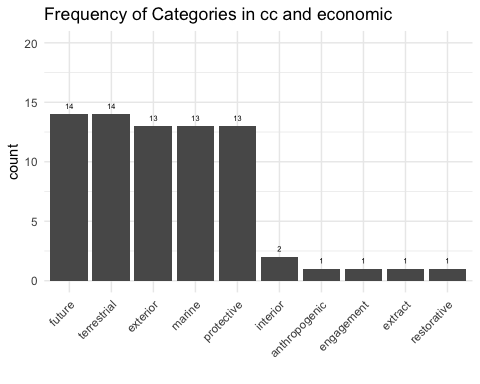 Frequency of Categories in cc and economic
count
20
15
10
5
0
14
14
13
13
13
2
1
1
1
1
future
terrestrial
exterior
marine
protective
interior
anthropogenic
engagement
extract
restorative